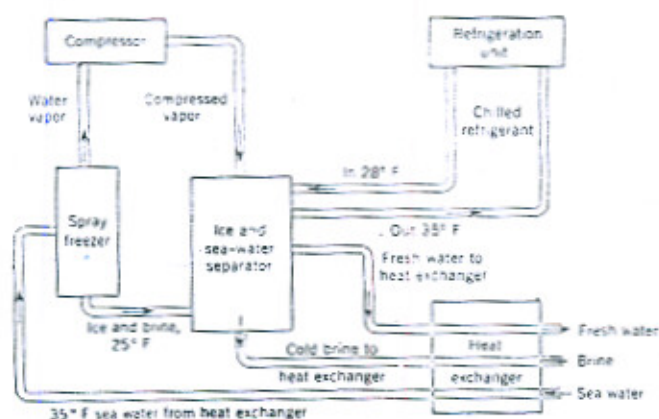 Compressor
Refrigeration
unit
Water
vapor
Compressed
vapor
Chilled
refrigerant
In 28° F
Spray
freezer
Ice and
sea-water
separator
Out 35° F
Fresh water to
heat exchanger
Ice and brine,
25° F
Cold brine to
heat exchanger
Heat
exchanger
Fresh water
Brine
Sea water
35° F sea water from heat exchanger